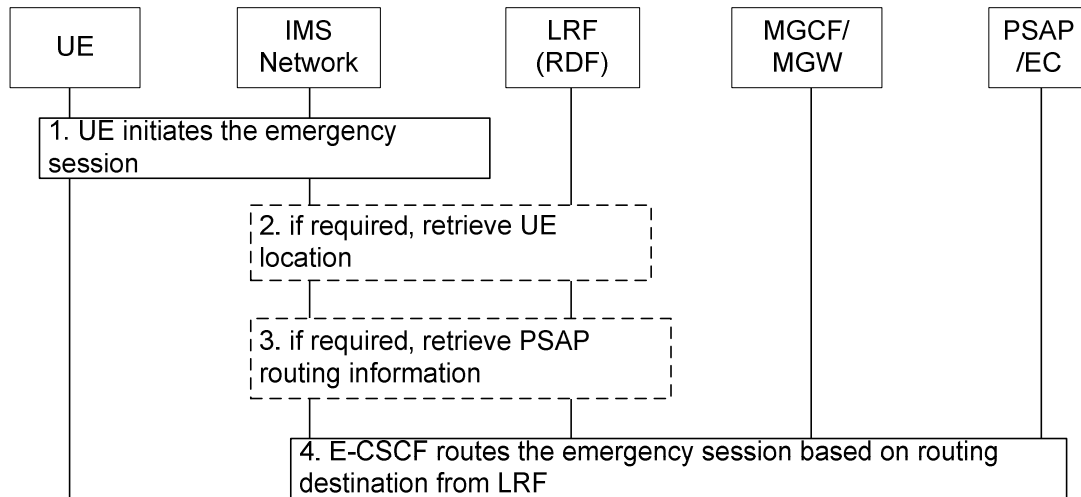 UE
IMS
Network
LRF
(RDF)
MGCF/
MGW
PSAP
/EC
1. UE initiates the emergency
session
2. if required, retrieve UE
location
3. if required, retrieve PSAP
routing information
4. E-CSCF routes the emergency session based on routing
destination from LRF